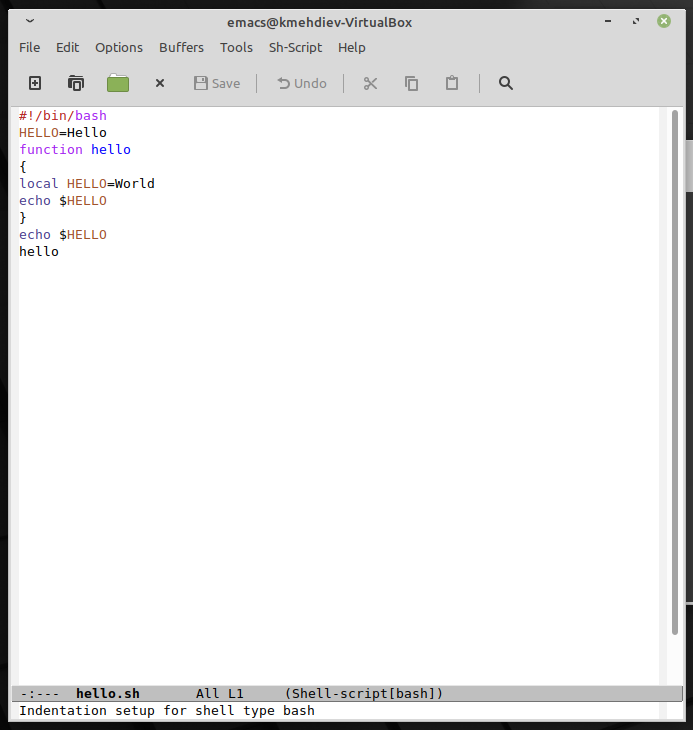 emacs@kmehdiev-VirtualBox
File Edit Options Buffers Tools Sh-Script Help
Save Undo
#!/bin/bash
HELLO=Hello
function hello
{
local HELLO=World
echo $HELLO
}
echo $HELLO
hello
-:--- hello.sh All L1 (Shell-script[bash])
Indentation setup for shell type bash